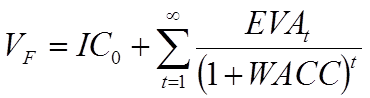 V_F = IC_0 + \sum_{t=1}^{\infty} \frac{EVA_t}{(1 + WACC)^t}